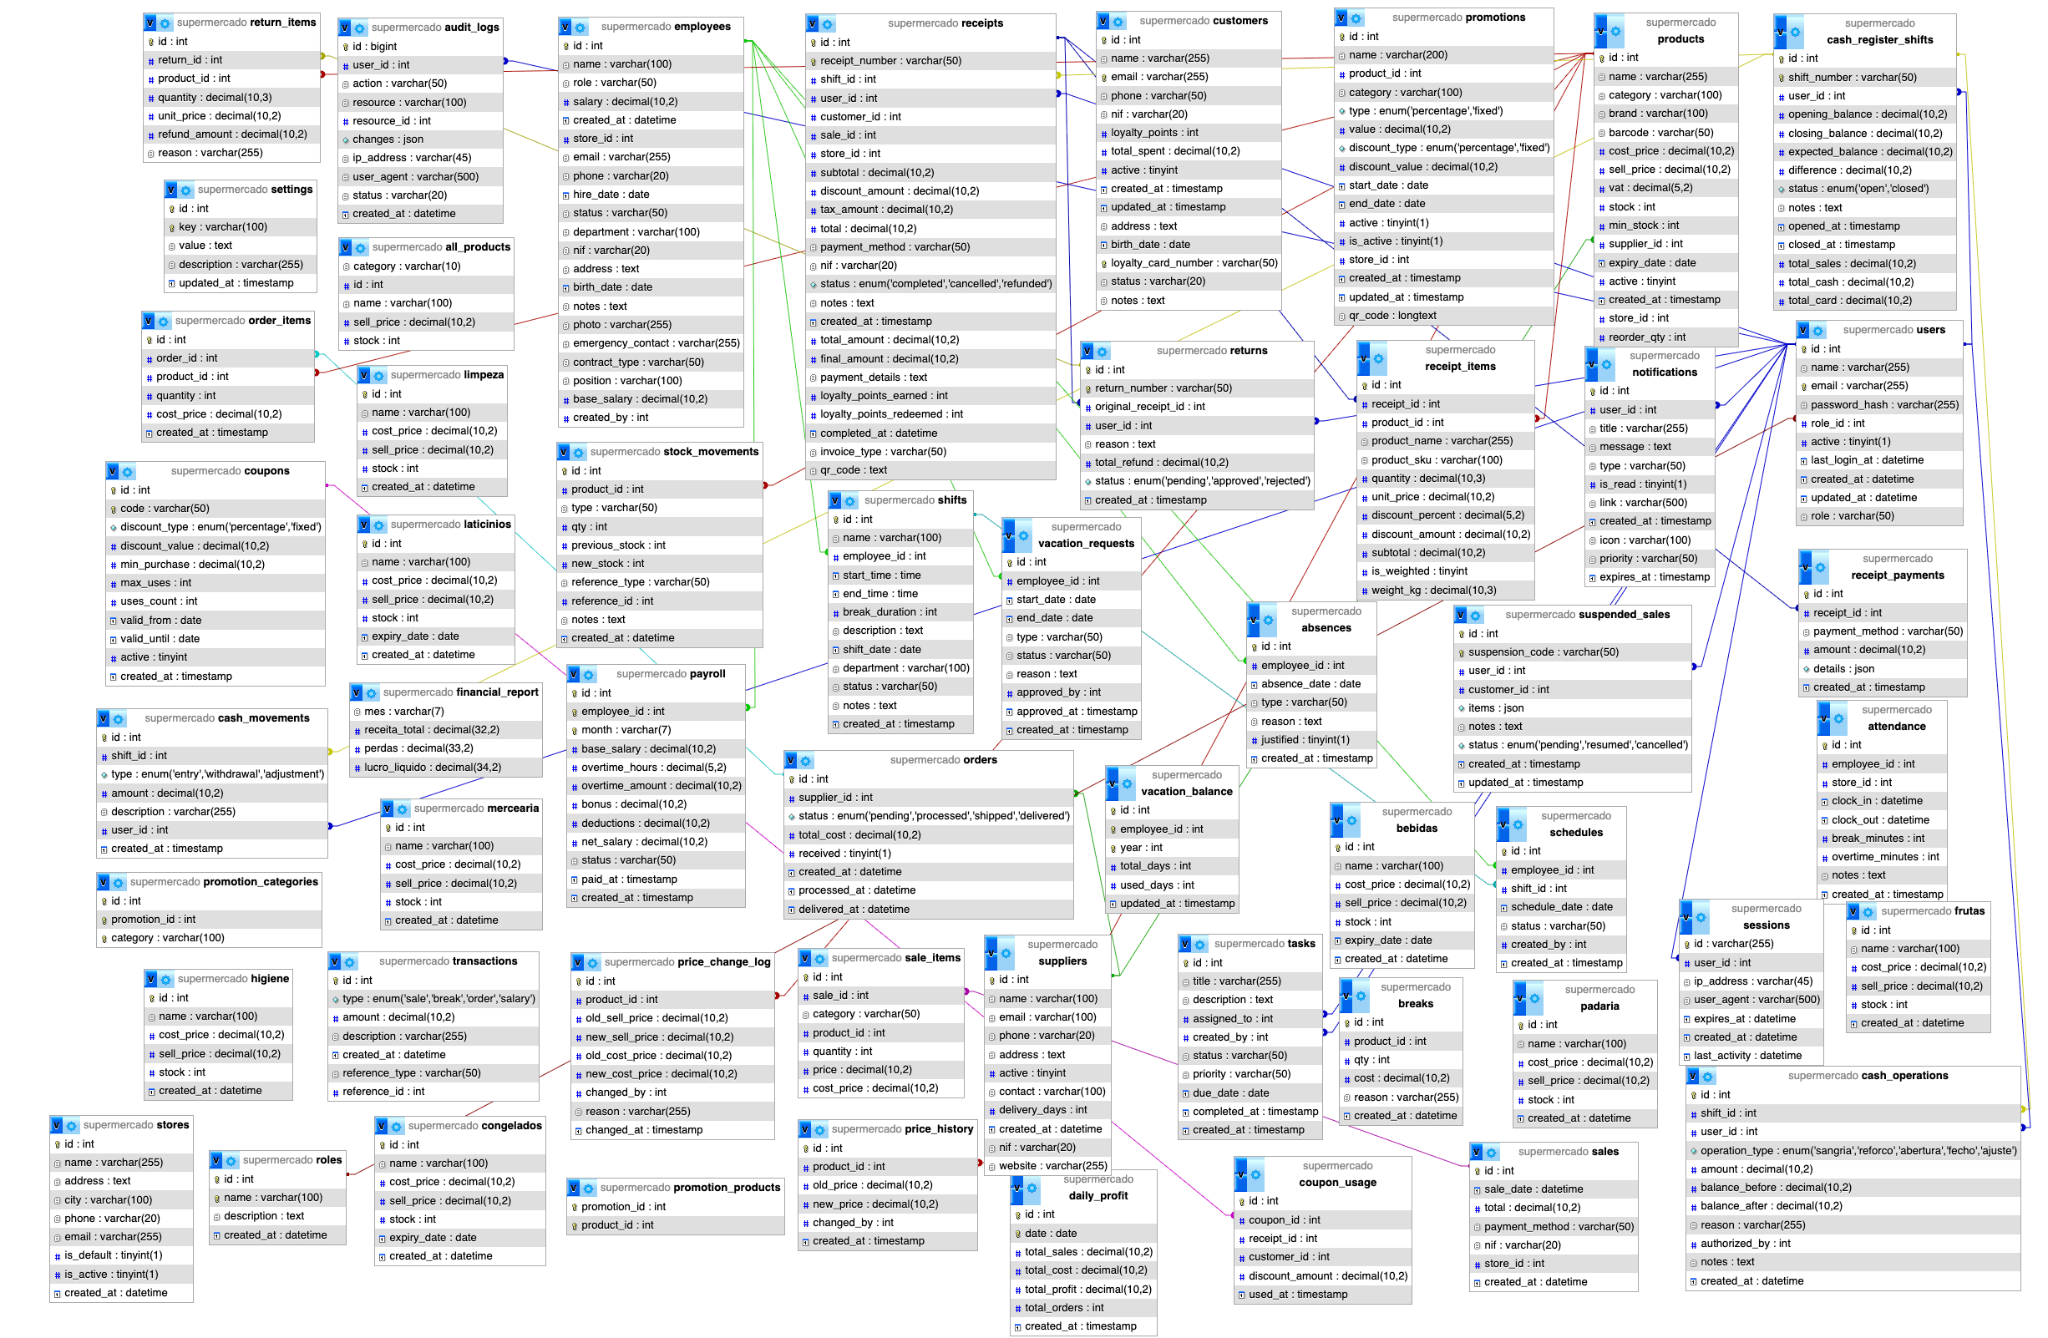 supermercado return_items
id : int
return_id : int
product_id : int
quantity : decimal(10,3)
unit_price : decimal(10,2)
refund_amount : decimal(10,2)
reason : varchar(255)
supermercado audit_logs
id : bigint
user_id : int
action : varchar(50)
resource : varchar(100)
resource_id : int
changes : json
ip_address : varchar(45)
user_agent : varchar(500)
status : varchar(20)
created_at : datetime
supermercado employees
id : int
name : varchar(100)
role : varchar(50)
salary : decimal(10,2)
created_at : datetime
store_id : int
email : varchar(255)
phone : varchar(20)
hire_date : date
status : varchar(50)
department : varchar(100)
nif : varchar(20)
address : text
birth_date : date
notes : text
photo : varchar(255)
emergency_contact : varchar(255)
contract_type : varchar(50)
position : varchar(100)
base_salary : decimal(10,2)
created_by : int
supermercado receipts
id : int
receipt_number : varchar(50)
shift_id : int
user_id : int
customer_id : int
sale_id : int
store_id : int
subtotal : decimal(10,2)
discount_amount : decimal(10,2)
tax_amount : decimal(10,2)
total : decimal(10,2)
payment_method : varchar(50)
nif : varchar(20)
status : enum('completed','cancelled','refunded')
notes : text
created_at : timestamp
total_amount : decimal(10,2)
final_amount : decimal(10,2)
payment_details : text
loyalty_points_earned : int
loyalty_points_redeemed : int
completed_at : datetime
invoice_type : varchar(50)
qr_code : text
supermercado customers
id : int
name : varchar(255)
email : varchar(255)
phone : varchar(50)
nif : varchar(20)
loyalty_points : int
total_spent : decimal(10,2)
active : tinyint
created_at : timestamp
updated_at : timestamp
address : text
birth_date : date
loyalty_card_number : varchar(50)
status : varchar(20)
notes : text
supermercado promotions
id : int
name : varchar(200)
product_id : int
category : varchar(100)
type : enum('percentage','fixed')
value : decimal(10,2)
discount_type : enum('percentage','fixed')
discount_value : decimal(10,2)
start_date : date
end_date : date
active : tinyint(1)
is_active : tinyint(1)
store_id : int
created_at : timestamp
updated_at : timestamp
qr_code : longtext
supermercado
products
id : int
name : varchar(255)
category : varchar(100)
brand : varchar(100)
barcode : varchar(50)
cost_price : decimal(10,2)
sell_price : decimal(10,2)
vat : decimal(5,2)
stock : int
min_stock : int
supplier_id : int
expiry_date : date
active : tinyint
created_at : timestamp
store_id : int
reorder_qty : int
supermercado
cash_register_shifts
id : int
shift_number : varchar(50)
user_id : int
opening_balance : decimal(10,2)
closing_balance : decimal(10,2)
expected_balance : decimal(10,2)
difference : decimal(10,2)
status : enum('open','closed')
notes : text
opened_at : timestamp
closed_at : timestamp
total_sales : decimal(10,2)
total_cash : decimal(10,2)
total_card : decimal(10,2)
supermercado settings
id : int
key : varchar(100)
value : text
description : varchar(255)
updated_at : timestamp
supermercado all_products
category : varchar(10)
id : int
name : varchar(100)
sell_price : decimal(10,2)
stock : int
supermercado order_items
id : int
order_id : int
product_id : int
quantity : int
cost_price : decimal(10,2)
created_at : timestamp
supermercado limpeza
id : int
name : varchar(100)
cost_price : decimal(10,2)
sell_price : decimal(10,2)
stock : int
created_at : datetime
supermercado returns
id : int
return_number : varchar(50)
original_receipt_id : int
user_id : int
reason : text
total_refund : decimal(10,2)
status : enum('pending','approved','rejected')
created_at : timestamp
supermercado
receipt_items
id : int
receipt_id : int
product_id : int
product_name : varchar(255)
product_sku : varchar(100)
quantity : decimal(10,3)
unit_price : decimal(10,2)
discount_percent : decimal(5,2)
discount_amount : decimal(10,2)
subtotal : decimal(10,2)
is_weighted : tinyint
weight_kg : decimal(10,3)
supermercado
notifications
id : int
user_id : int
title : varchar(255)
message : text
type : varchar(50)
is_read : tinyint(1)
link : varchar(500)
created_at : timestamp
icon : varchar(100)
priority : varchar(50)
expires_at : timestamp
supermercado users
id : int
name : varchar(255)
email : varchar(255)
password_hash : varchar(255)
role_id : int
active : tinyint(1)
last_login_at : datetime
created_at : datetime
updated_at : datetime
role : varchar(50)
supermercado coupons
id : int
code : varchar(50)
discount_type : enum('percentage','fixed')
discount_value : decimal(10,2)
min_purchase : decimal(10,2)
max_uses : int
uses_count : int
valid_from : date
valid_until : date
active : tinyint
created_at : timestamp
supermercado laticinios
id : int
name : varchar(100)
cost_price : decimal(10,2)
sell_price : decimal(10,2)
stock : int
expiry_date : date
created_at : datetime
supermercado stock_movements
id : int
product_id : int
type : varchar(50)
qty : int
previous_stock : int
new_stock : int
reference_type : varchar(50)
reference_id : int
notes : text
created_at : datetime
supermercado shifts
id : int
name : varchar(100)
employee_id : int
start_time : time
end_time : time
break_duration : int
description : text
shift_date : date
department : varchar(100)
status : varchar(50)
notes : text
created_at : timestamp
supermercado
vacation_requests
id : int
employee_id : int
start_date : date
end_date : date
type : varchar(50)
status : varchar(50)
reason : text
approved_by : int
approved_at : timestamp
created_at : timestamp
supermercado
absences
id : int
employee_id : int
absence_date : date
type : varchar(50)
reason : text
justified : tinyint(1)
created_at : timestamp
supermercado suspended_sales
id : int
suspension_code : varchar(50)
user_id : int
customer_id : int
items : json
notes : text
status : enum('pending','resumed','cancelled')
created_at : timestamp
updated_at : timestamp
supermercado
receipt_payments
id : int
receipt_id : int
payment_method : varchar(50)
amount : decimal(10,2)
details : json
created_at : timestamp
supermercado financial_report
mes : varchar(7)
receita_total : decimal(32,2)
perdas : decimal(33,2)
lucro_liquido : decimal(34,2)
supermercado payroll
id : int
employee_id : int
month : varchar(7)
base_salary : decimal(10,2)
overtime_hours : decimal(5,2)
overtime_amount : decimal(10,2)
bonus : decimal(10,2)
deductions : decimal(10,2)
net_salary : decimal(10,2)
status : varchar(50)
paid_at : timestamp
created_at : timestamp
supermercado cash_movements
id : int
shift_id : int
type : enum('entry','withdrawal','adjustment')
amount : decimal(10,2)
description : varchar(255)
user_id : int
created_at : timestamp
supermercado mercearia
id : int
name : varchar(100)
cost_price : decimal(10,2)
sell_price : decimal(10,2)
stock : int
created_at : datetime
supermercado orders
id : int
supplier_id : int
status : enum('pending','processed','shipped','delivered')
total_cost : decimal(10,2)
received : tinyint(1)
created_at : datetime
processed_at : datetime
delivered_at : datetime
supermercado
vacation_balance
id : int
employee_id : int
year : int
total_days : int
used_days : int
updated_at : timestamp
supermercado
bebidas
id : int
name : varchar(100)
cost_price : decimal(10,2)
sell_price : decimal(10,2)
stock : int
expiry_date : date
created_at : datetime
supermercado
schedules
id : int
employee_id : int
shift_id : int
schedule_date : date
status : varchar(50)
created_by : int
created_at : timestamp
supermercado
attendance
id : int
employee_id : int
store_id : int
clock_in : datetime
clock_out : datetime
break_minutes : int
overtime_minutes : int
notes : text
created_at : timestamp
supermercado promotion_categories
id : int
promotion_id : int
category : varchar(100)
supermercado higiene
id : int
name : varchar(100)
cost_price : decimal(10,2)
sell_price : decimal(10,2)
stock : int
created_at : datetime
supermercado transactions
id : int
type : enum('sale','break','order','salary')
amount : decimal(10,2)
description : varchar(255)
created_at : datetime
reference_type : varchar(50)
reference_id : int
supermercado price_change_log
id : int
product_id : int
old_sell_price : decimal(10,2)
new_sell_price : decimal(10,2)
old_cost_price : decimal(10,2)
new_cost_price : decimal(10,2)
changed_by : int
reason : varchar(255)
changed_at : timestamp
supermercado sale_items
id : int
sale_id : int
category : varchar(50)
product_id : int
quantity : int
price : decimal(10,2)
cost_price : decimal(10,2)
supermercado
suppliers
id : int
name : varchar(100)
email : varchar(100)
phone : varchar(20)
address : text
active : tinyint
contact : varchar(100)
delivery_days : int
created_at : datetime
nif : varchar(20)
website : varchar(255)
supermercado tasks
id : int
title : varchar(255)
description : text
assigned_to : int
created_by : int
status : varchar(50)
priority : varchar(50)
due_date : date
completed_at : timestamp
created_at : timestamp
supermercado
breaks
id : int
product_id : int
qty : int
cost : decimal(10,2)
reason : varchar(255)
created_at : datetime
supermercado
padaria
id : int
name : varchar(100)
cost_price : decimal(10,2)
sell_price : decimal(10,2)
stock : int
created_at : datetime
supermercado
sessions
id : varchar(255)
user_id : int
ip_address : varchar(45)
user_agent : varchar(500)
expires_at : datetime
created_at : datetime
last_activity : datetime
supermercado frutas
id : int
name : varchar(100)
cost_price : decimal(10,2)
sell_price : decimal(10,2)
stock : int
created_at : datetime
supermercado stores
id : int
name : varchar(255)
address : text
city : varchar(100)
phone : varchar(20)
email : varchar(255)
is_default : tinyint(1)
is_active : tinyint(1)
created_at : datetime
supermercado roles
id : int
name : varchar(100)
description : text
created_at : datetime
supermercado congelados
id : int
name : varchar(100)
cost_price : decimal(10,2)
sell_price : decimal(10,2)
stock : int
expiry_date : date
created_at : datetime
supermercado promotion_products
promotion_id : int
product_id : int
supermercado price_history
id : int
product_id : int
old_price : decimal(10,2)
new_price : decimal(10,2)
changed_by : int
created_at : timestamp
supermercado
daily_profit
id : int
date : date
total_sales : decimal(10,2)
total_cost : decimal(10,2)
total_profit : decimal(10,2)
total_orders : int
created_at : timestamp
supermercado
coupon_usage
id : int
coupon_id : int
receipt_id : int
customer_id : int
discount_amount : decimal(10,2)
used_at : timestamp
supermercado sales
id : int
sale_date : datetime
total : decimal(10,2)
payment_method : varchar(50)
nif : varchar(20)
store_id : int
created_at : datetime
supermercado cash_operations
id : int
shift_id : int
user_id : int
operation_type : enum('sangria','reforco','abertura','fecho','ajuste')
amount : decimal(10,2)
balance_before : decimal(10,2)
balance_after : decimal(10,2)
reason : varchar(255)
authorized_by : int
notes : text
created_at : datetime